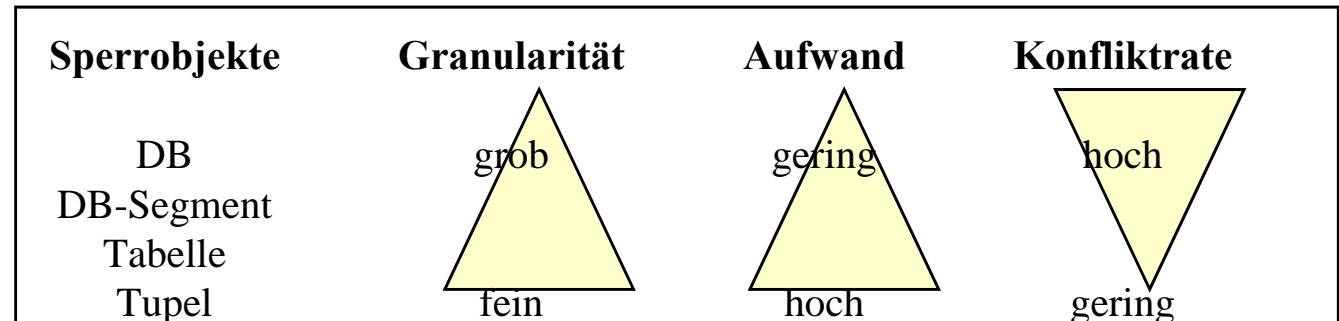 Sperrobjekte Granularität Aufwand Konfliktrate
DB grob gering hoch
DB-Segment
Tabelle
Tupel fein hoch gering